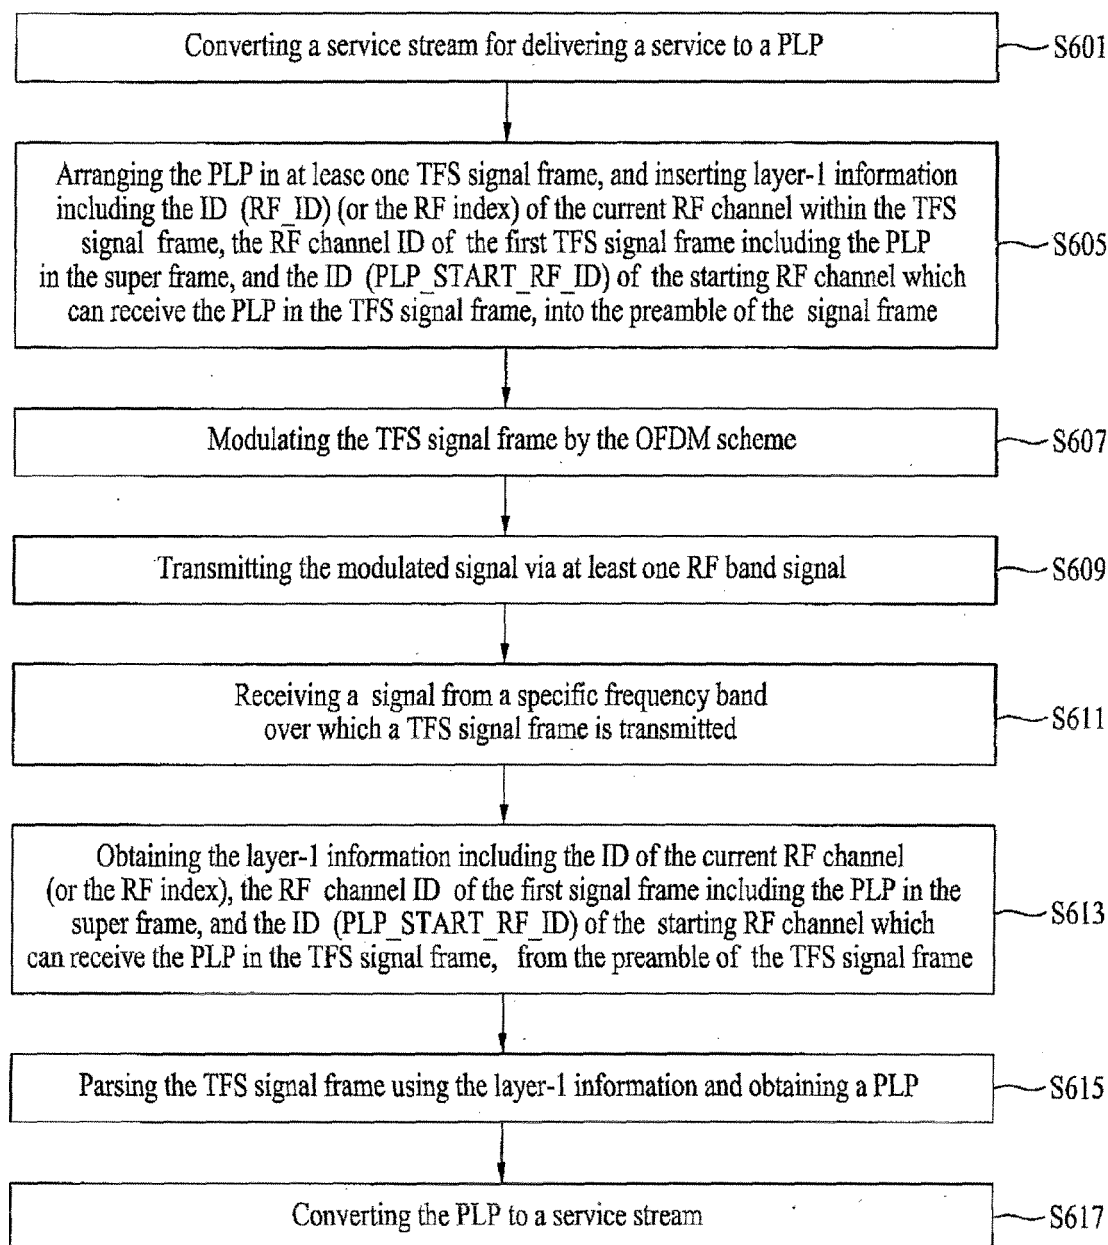 Converting a service stream for delivering a service to a PLP
S601
Arranging the PLP in at lease one TFS signal frame, and inserting layer-1 information
including the ID (RF_ID) (or the RF index) of the current RF channel within the TFS
signal frame, the RF channel ID of the first TFS signal frame including the PLP
in the super frame, and the ID (PLP_START_RF_ID) of the starting RF channel which
can receive the PLP in the TFS signal frame, into the preamble of the signal frame
S605
Modulating the TFS signal frame by the OFDM scheme
S607
Transmitting the modulated signal via at least one RF band signal
S609
Receiving a signal from a specific frequency band
over which a TFS signal frame is transmitted
S611
Obtaining the layer-1 information including the ID of the current RF channel
(or the RF index), the RF channel ID of the first signal frame including the PLP in the
super frame, and the ID (PLP_START_RF_ID) of the starting RF channel which
can receive the PLP in the TFS signal frame, from the preamble of the TFS signal frame
S613
Parsing the TFS signal frame using the layer-1 information and obtaining a PLP
S615
Converting the PLP to a service stream
S617